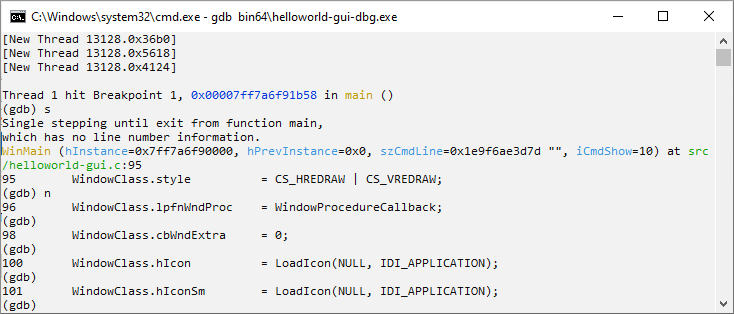 C:\Windows\system32\cmd.exe - gdb  bin64\helloworld-gui-dbg.exe
[New Thread 13128.0x36b0]
[New Thread 13128.0x5618]
[New Thread 13128.0x4124]
Thread 1 hit Breakpoint 1, 0x00007ff7a6f91b58 in main ()
(gdb) s
Single stepping until exit from function main,
which has no line number information.
WinMain (hInstance=0x7ff7a6f90000, hPrevInstance=0x0, szCmdLine=0x1e9f6ae3d7d "", iCmdShow=10) at src
/helloworld-gui.c:95
95        WindowClass.style           = CS_HREDRAW | CS_VREDRAW;
(gdb) n
96        WindowClass.lpfnWndProc     = WindowProcedureCallback;
(gdb)
98        WindowClass.cbWndExtra      = 0;
(gdb)
100       WindowClass.hIcon           = LoadIcon(NULL, IDI_APPLICATION);
(gdb)
101       WindowClass.hIconSm         = LoadIcon(NULL, IDI_APPLICATION);
(gdb)